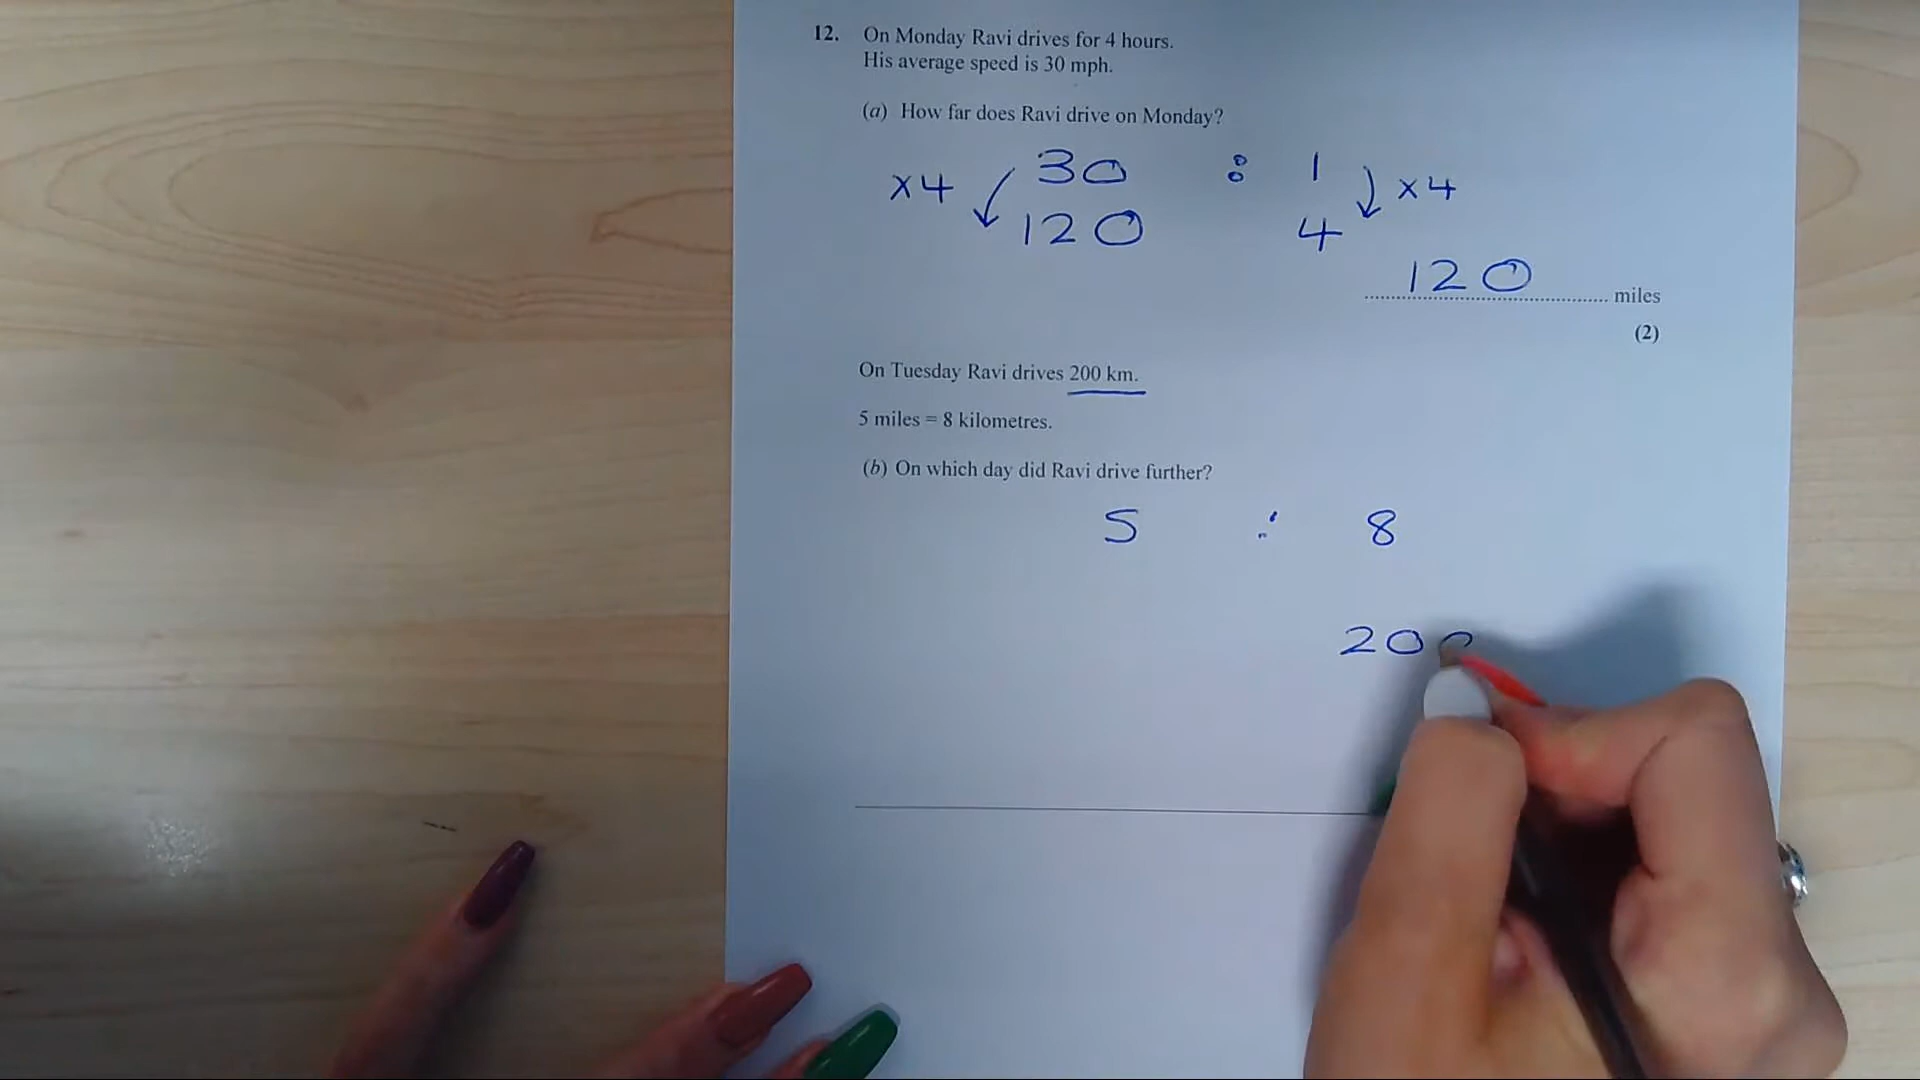 12. On Monday Ravi drives for 4 hours.
His average speed is 30 mph.
(a) How far does Ravi drive on Monday?
x4 30 : 1 x4
120 4
120 miles
(2)
On Tuesday Ravi drives 200 km.
5 miles = 8 kilometres.
(b) On which day did Ravi drive further?
5 : 8
200